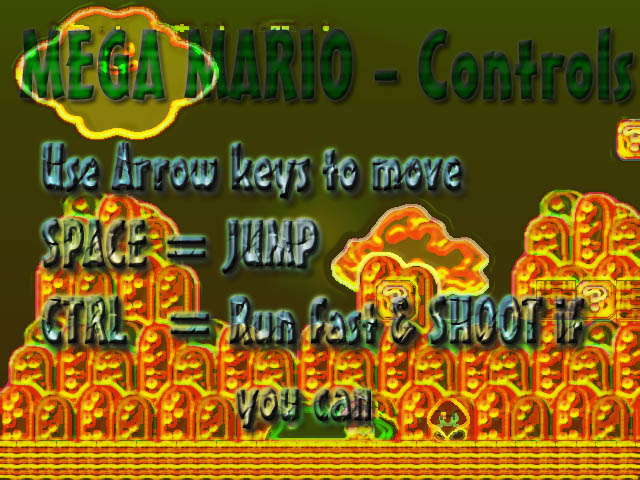 MEGA MARIO - Controls
Use Arrow keys to move
SPACE = JUMP
CTRL = Run fast & SHOOT if
you can